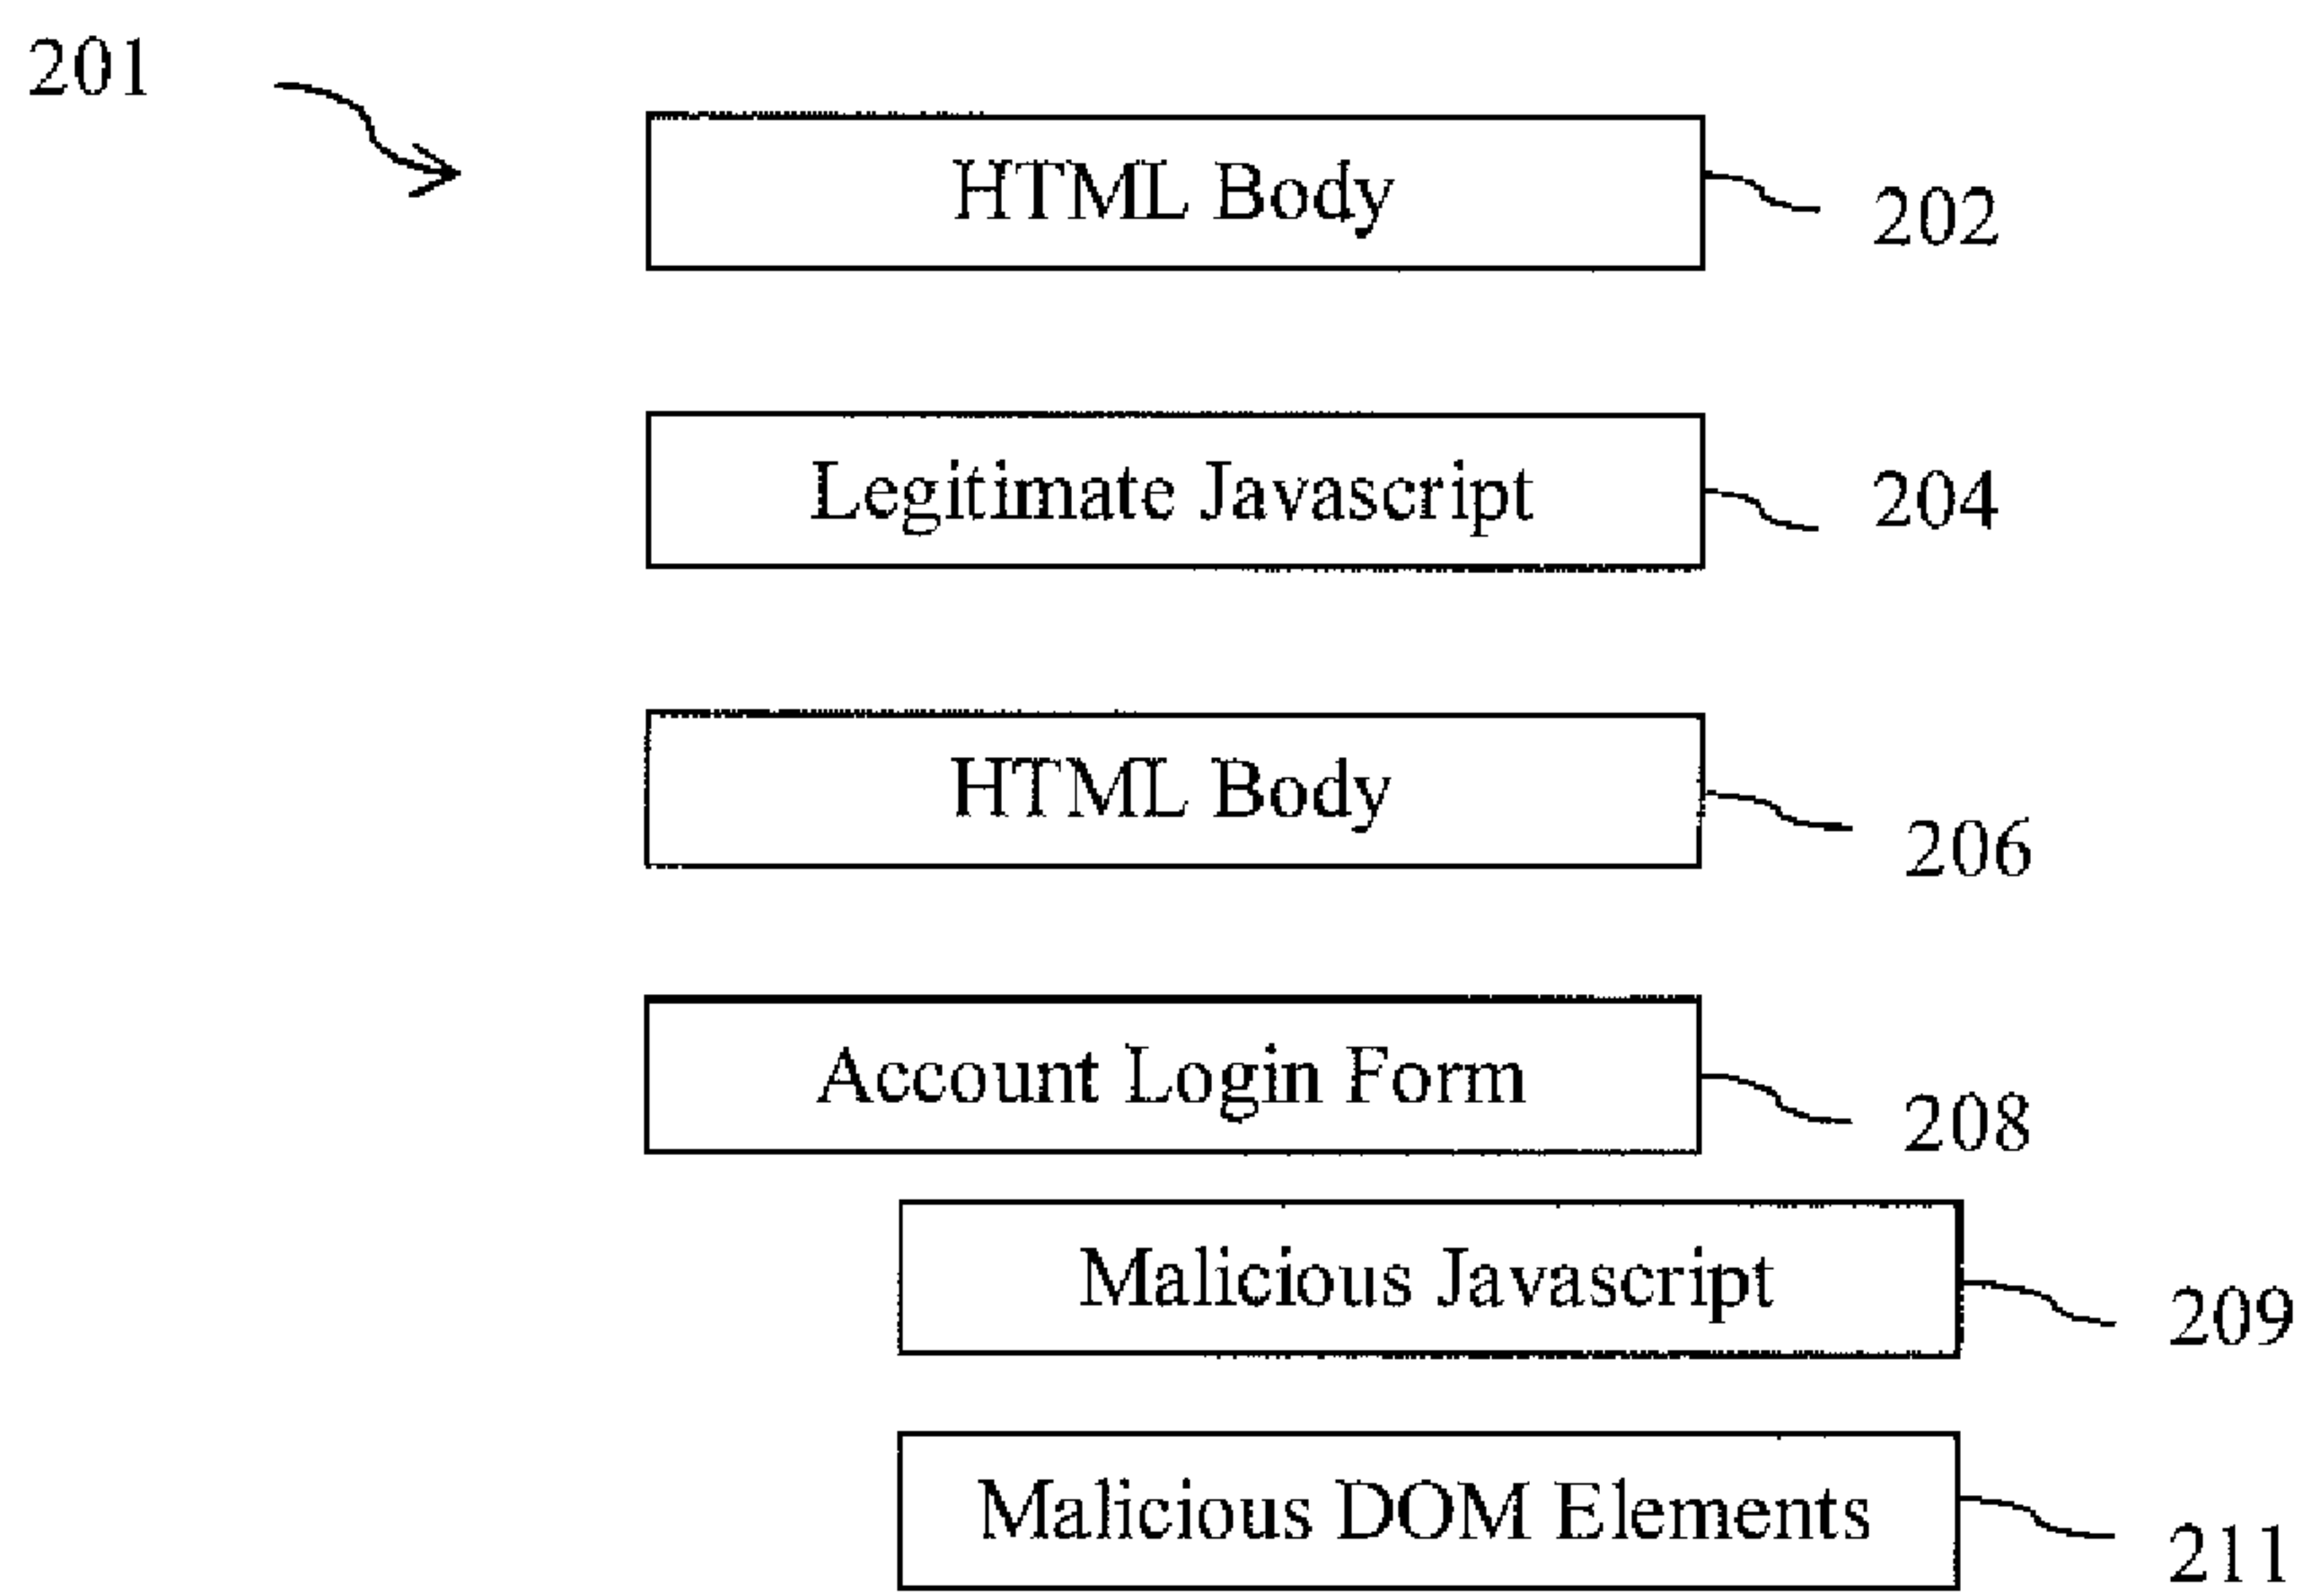 201
HTML Body
202
Legitimate Javascript
204
HTML Body
206
Account Login Form
208
Malicious Javascript
209
Malicious DOM Elements
211